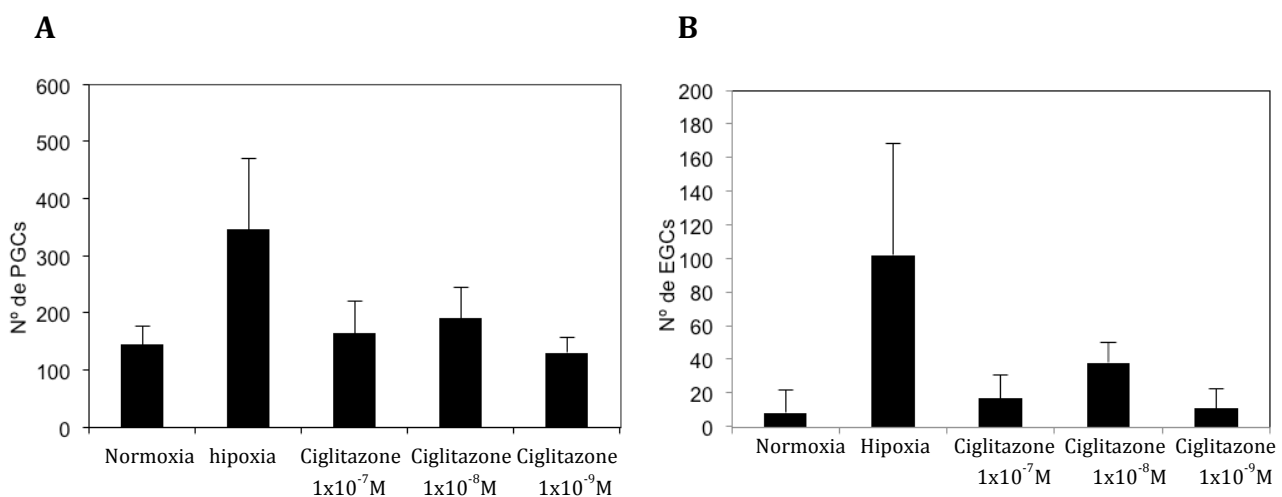 A
600
500
400
300
200
100
0
Nº de PGCs
Normoxia hipoxia Ciglitazone Ciglitazone Ciglitazone
1x10⁻⁷M 1x10⁻⁸M 1x10⁻⁹M
B
200
180
160
140
120
100
80
60
40
20
0
Nº de EGCs
Normoxia Hipoxia Ciglitazone Ciglitazone Ciglitazone
1x10⁻⁷M 1x10⁻⁸M 1x10⁻⁹M